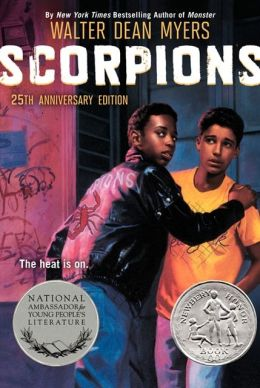 By New York Times Bestselling Author of Monster
WALTER DEAN MYERS
SCORPIONS
25TH ANNIVERSARY EDITION
The heat is on.
NATIONAL
AMBASSADOR for
YOUNG PEOPLE'S
LITERATURE
NEWBERY HONOR
BOOK